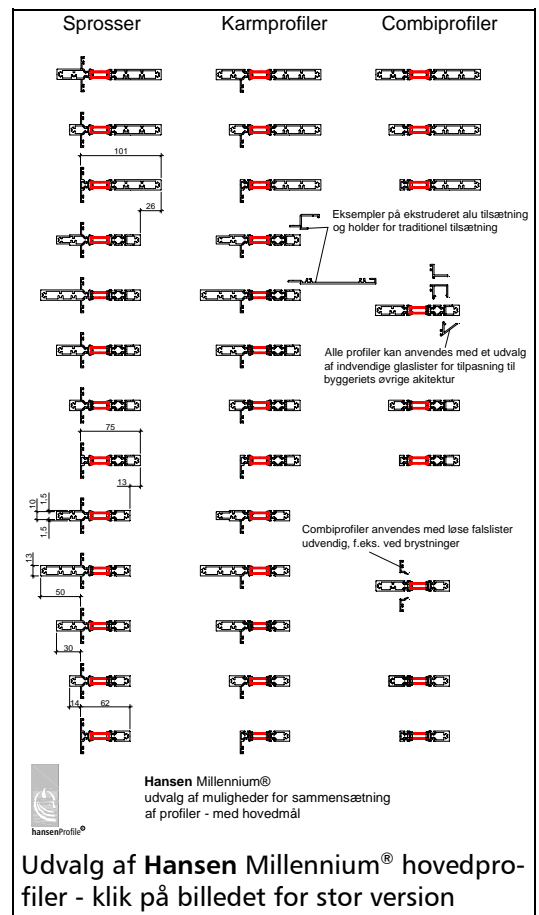 Sprosser Karmprofiler Combiprofiler
101
26
Eksempler på ekstruderet alu tilsætning
og holder for traditionel tilsætning
Alle profiler kan anvendes med et udvalg
af indvendige glaslister for tilpasning til
byggeriets øvrige akitektur
75
13
10
1,5
1,5
Combiprofiler anvendes med løse falslister
udvendig, f.eks. ved brystninger
13
50
30
14 62
Hansen Millennium®
udvalg af muligheder for sammensætning
af profiler - med hovedmål
hansenProfile®
Udvalg af Hansen Millennium® hovedpro-
filer - klik på billedet for stor version